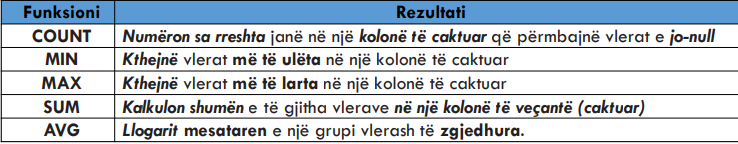 Funksioni Rezultati
COUNT Numëron sa rreshta janë në një kolonë të caktuar që përmbajnë vlerat e jo-null
MIN Kthejnë vlerat më të ulëta në një kolonë të caktuar
MAX Kthejnë vlerat më të larta në një kolonë të caktuar
SUM Kalkulon shumën e të gjitha vlerave në një kolonë të veçantë (caktuar)
AVG Llogarit mesataren e një grupi vlerash të zgjedhura.